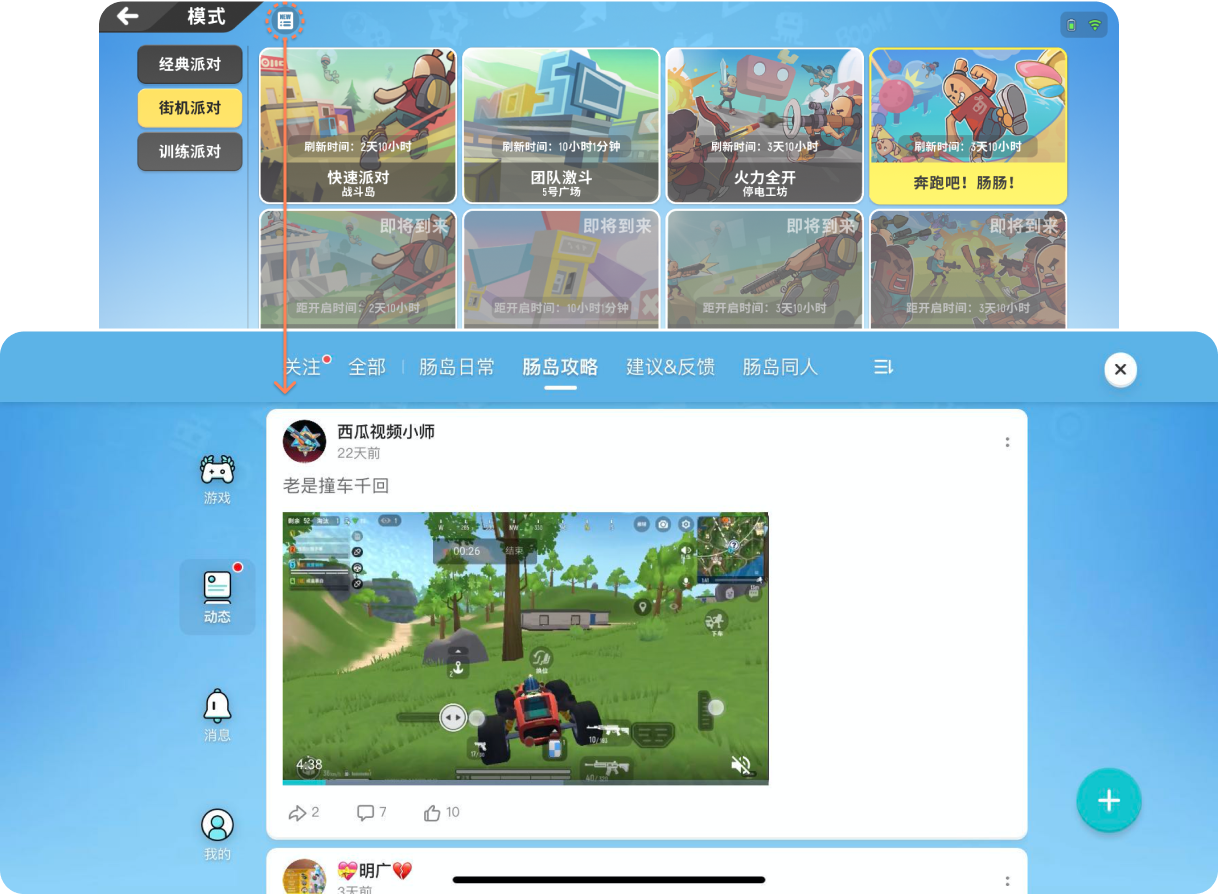 模式
NEW
经典派对
街机派对
训练派对
刷新时间：2天10小时
快速派对
战斗岛
刷新时间：10小时1分钟
团队激斗
5号广场
刷新时间：3天10小时
火力全开
停电工坊
刷新时间：3天10小时
奔跑吧！肠肠！
即将到来
距开启时间：2天10小时
即将到来
距开启时间：10小时1分钟
即将到来
距开启时间：3天10小时
即将到来
距开启时间：3天10小时
关注
全部
肠岛日常
肠岛攻略
建议&反馈
肠岛同人
游戏
动态
消息
我的
西瓜视频小师
22天前
老是撞车千回
NW
00:26
结束
下车
换位
4:38
2
7
10
💝明广💔
3天前